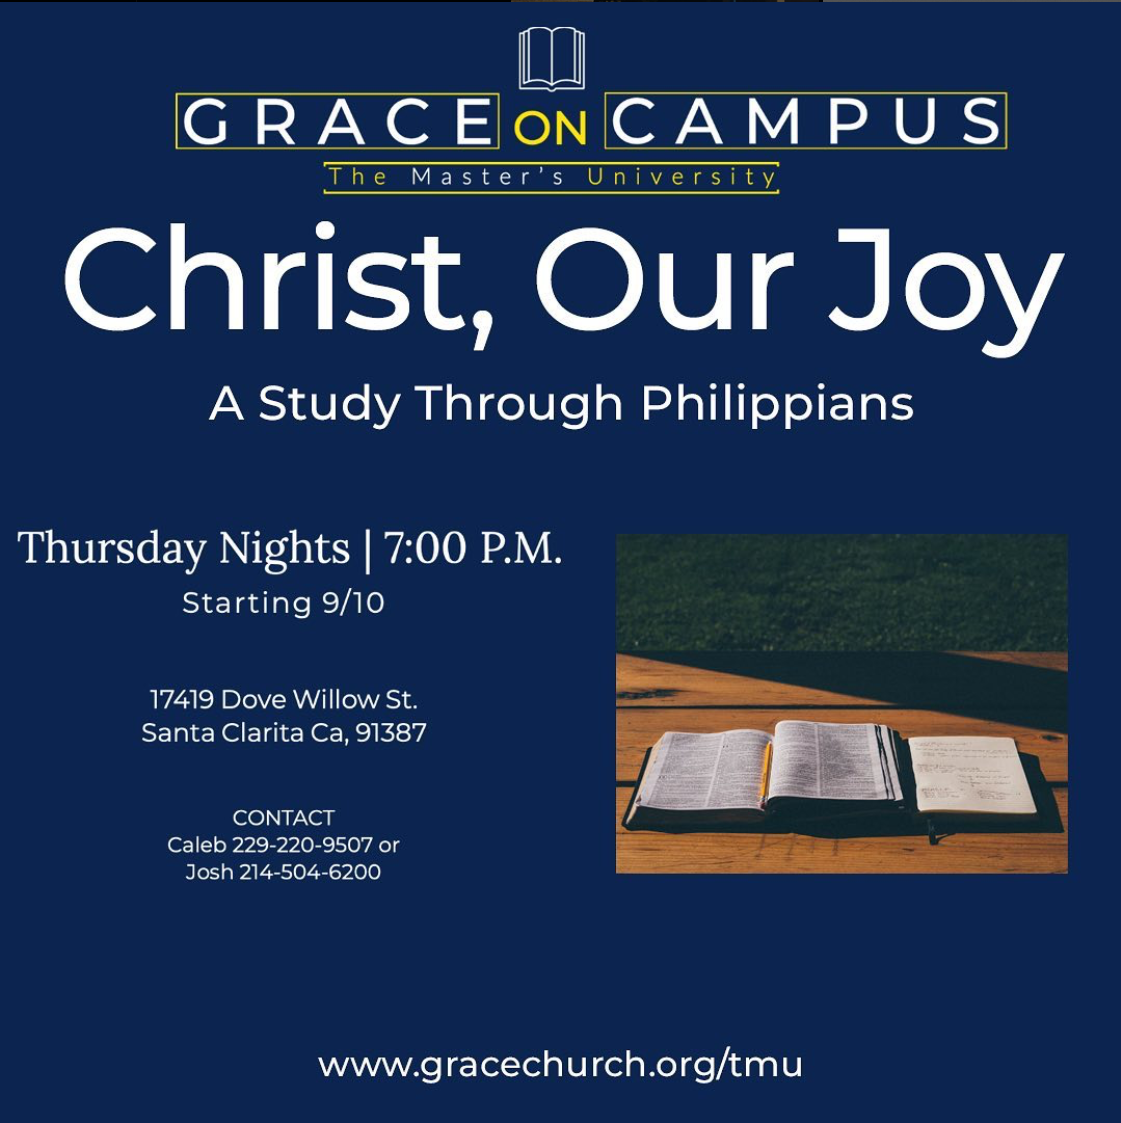 GRACE ON CAMPUS
The Master's University
Christ, Our Joy
A Study Through Philippians
Thursday Nights | 7:00 P.M.
Starting 9/10
17419 Dove Willow St.
Santa Clarita Ca, 91387
CONTACT
Caleb 229-220-9507 or
Josh 214-504-6200
www.gracechurch.org/tmu